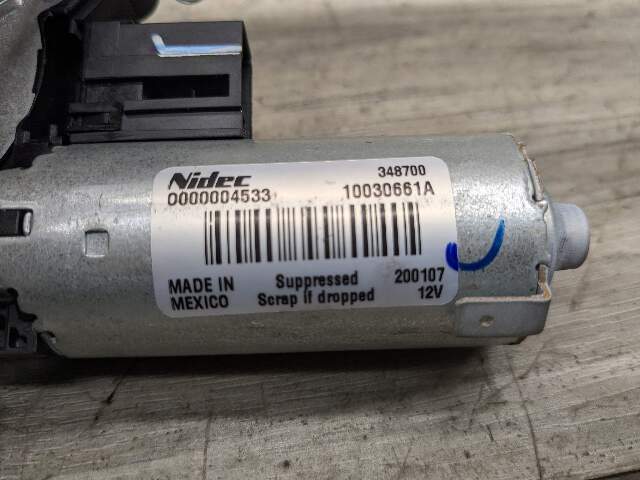 Nidec 348700
0000004533 10030661A
MADE IN Suppressed 200107
MEXICO Scrap if dropped 12V